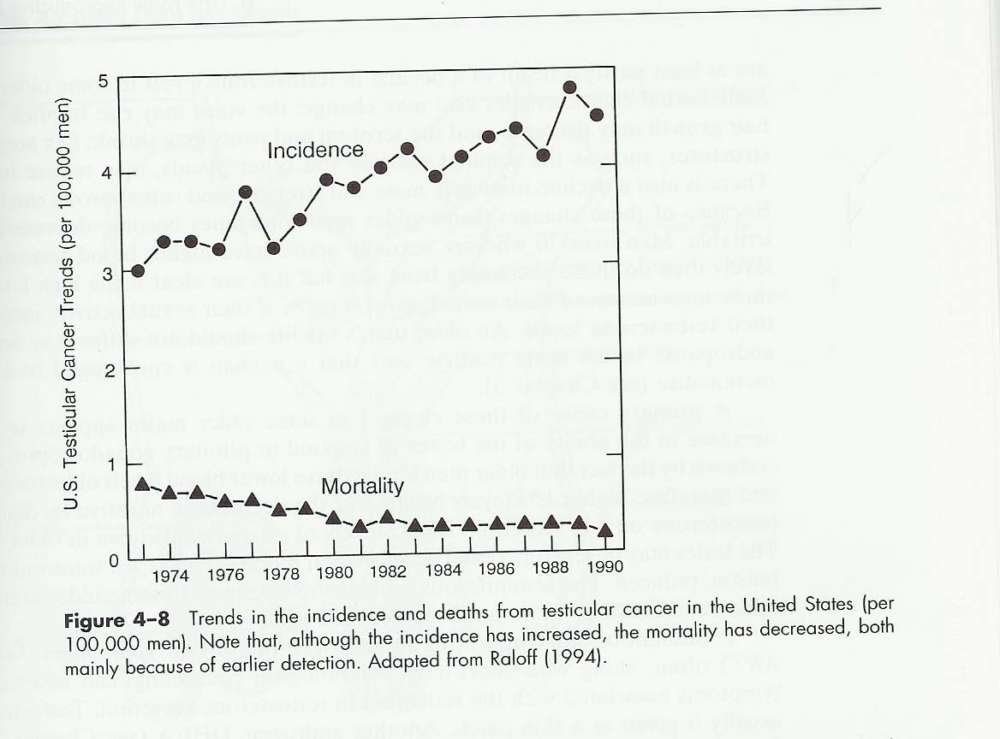 U.S. Testicular Cancer Trends (per 100,000 men)
5
4
3
2
1
0
Incidence
Mortality
1974 1976 1978 1980 1982 1984 1986 1988 1990
Figure 4–8 Trends in the incidence and deaths from testicular cancer in the United States (per
100,000 men). Note that, although the incidence has increased, the mortality has decreased, both
mainly because of earlier detection. Adapted from Raloff (1994).